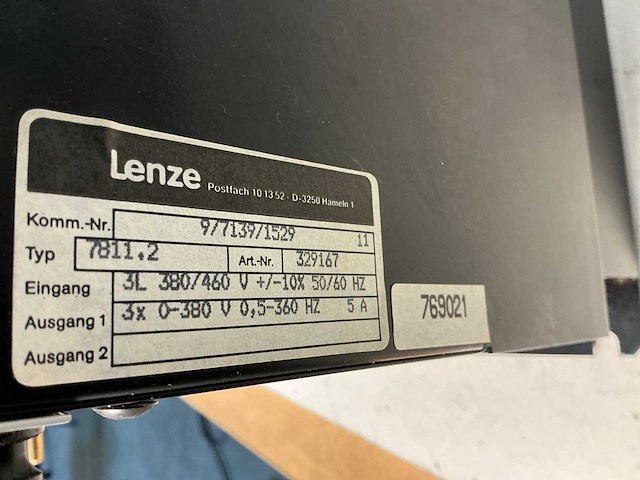 Lenze Postfach 10 13 52 · D-3250 Hameln 1
Komm.-Nr. 9/7139/1529 11
Typ 7811.2 Art.-Nr. 329167
Eingang 3L 380/460 V +/-10% 50/60 HZ
Ausgang 1 3x 0-380 V 0,5-360 HZ 5 A
Ausgang 2
769021